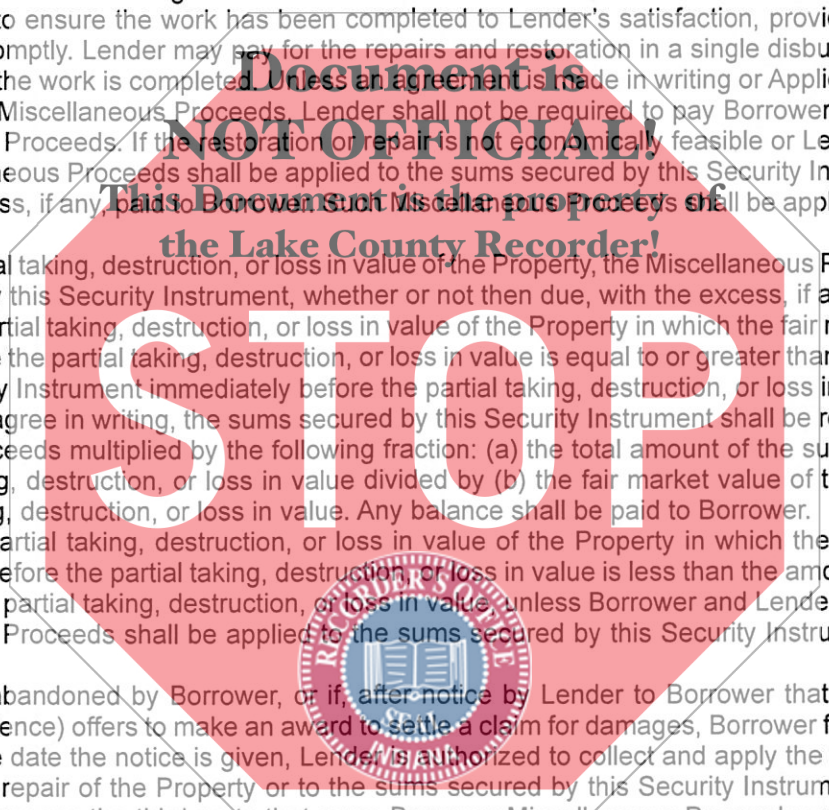 o ensure the work has been completed to Lender's satisfaction, provi
omptly. Lender may pay for the repairs and restoration in a single disbu
the work is completed. Unless an agreement is made in writing or Appli
Miscellaneous Proceeds, Lender shall not be required to pay Borrower
Proceeds. If the restoration or repair is not economically feasible or Le
eous Proceeds shall be applied to the sums secured by this Security In
ss, if any, paid to Borrower. Such Miscellaneous Proceeds shall be appl
Document is
NOT OFFICIAL!
This Document is the property of
the Lake County Recorder!
al taking, destruction, or loss in value of the Property, the Miscellaneous P
this Security Instrument, whether or not then due, with the excess, if a
rtial taking, destruction, or loss in value of the Property in which the fair
the partial taking, destruction, or loss in value is equal to or greater than
y Instrument immediately before the partial taking, destruction, or loss i
agree in writing, the sums secured by this Security Instrument shall be r
ceeds multiplied by the following fraction: (a) the total amount of the su
g, destruction, or loss in value divided by (b) the fair market value of t
g, destruction, or loss in value. Any balance shall be paid to Borrower.
STOP
artial taking, destruction, or loss in value of the Property in which the
efore the partial taking, destruction, or loss in value is less than the amo
partial taking, destruction, or loss in value, unless Borrower and Lende
Proceeds shall be applied to the sums secured by this Security Instru
RECORDER'S OFFICE
SEAL
INDIANA
abandoned by Borrower, or if, after notice by Lender to Borrower that
ence) offers to make an award to settle a claim for damages, Borrower f
date the notice is given, Lender is authorized to collect and apply the
repair of the Property or to the sums secured by this Security Instrum